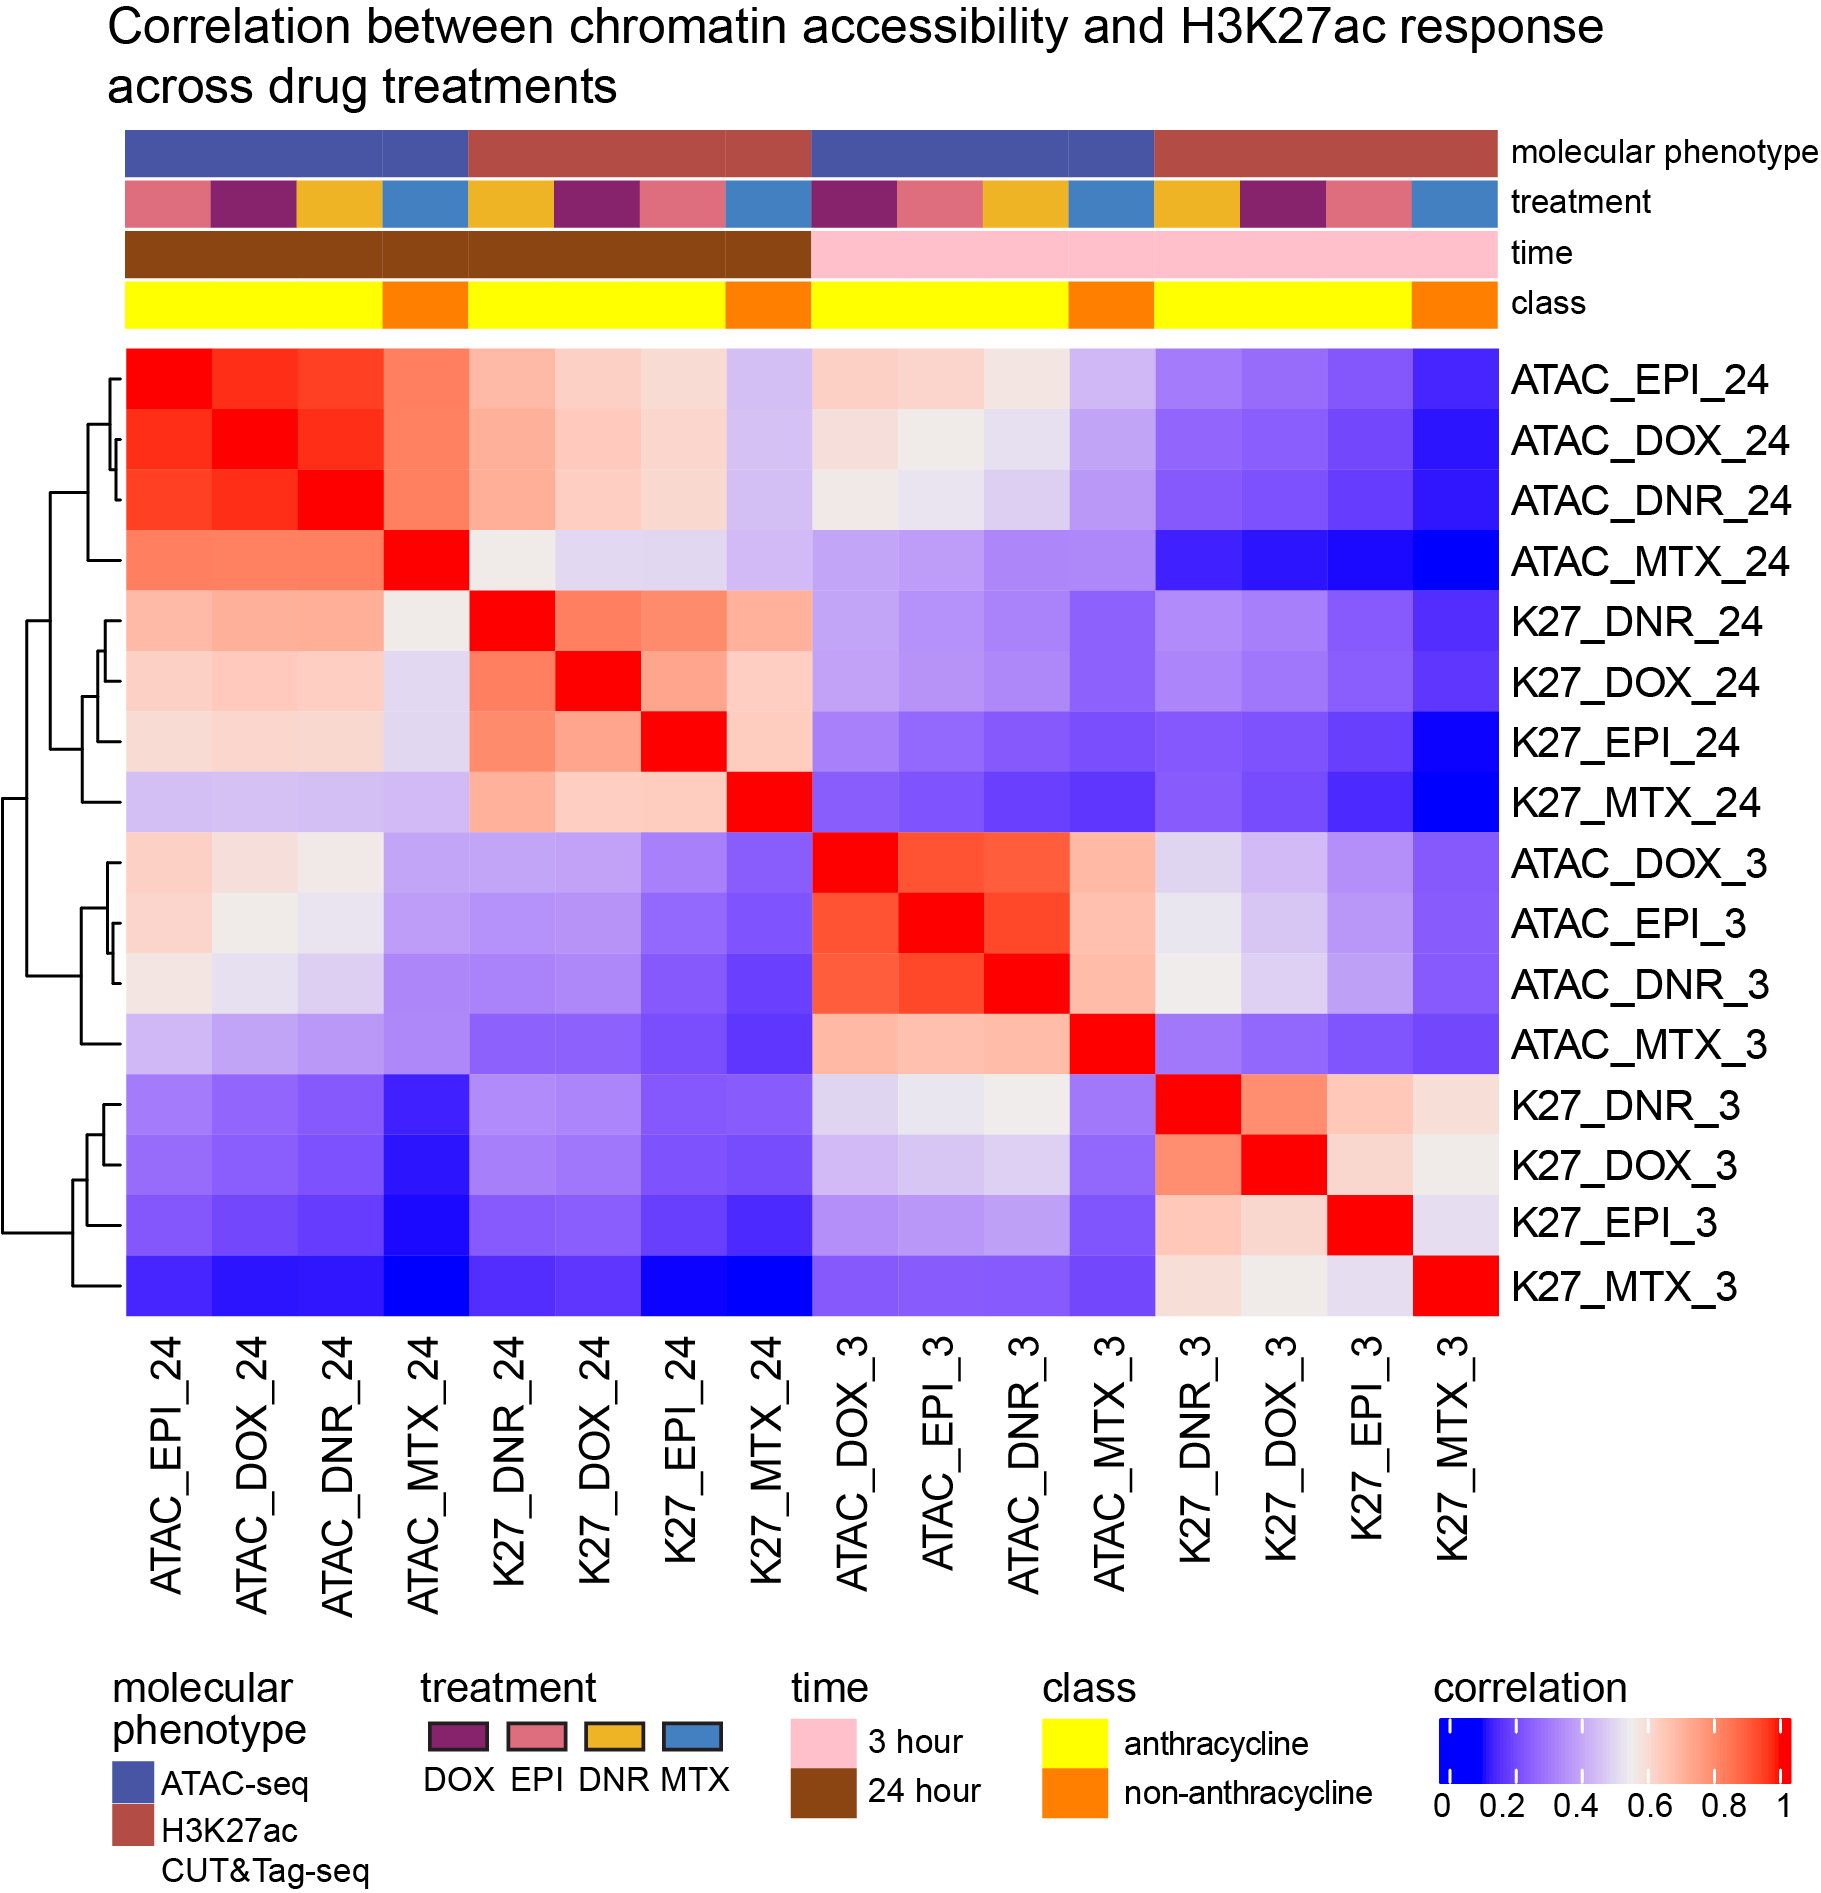 Correlation between chromatin accessibility and H3K27ac response
across drug treatments
molecular phenotype
treatment
time
class
ATAC_EPI_24
ATAC_DOX_24
ATAC_DNR_24
ATAC_MTX_24
K27_DNR_24
K27_DOX_24
K27_EPI_24
K27_MTX_24
ATAC_DOX_3
ATAC_EPI_3
ATAC_DNR_3
ATAC_MTX_3
K27_DNR_3
K27_DOX_3
K27_EPI_3
K27_MTX_3
ATAC_EPI_24
ATAC_DOX_24
ATAC_DNR_24
ATAC_MTX_24
K27_DNR_24
K27_DOX_24
K27_EPI_24
K27_MTX_24
ATAC_DOX_3
ATAC_EPI_3
ATAC_DNR_3
ATAC_MTX_3
K27_DNR_3
K27_DOX_3
K27_EPI_3
K27_MTX_3
molecular
phenotype
ATAC-seq
H3K27ac
CUT&Tag-seq
treatment
DOX EPI DNR MTX
time
3 hour
24 hour
class
anthracycline
non-anthracycline
correlation
0 0.2 0.4 0.6 0.8 1